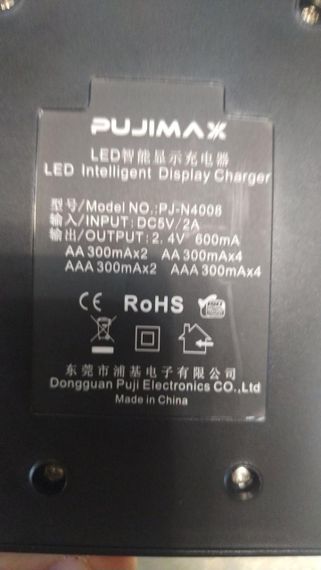 PUJIMAX
LED智能显示充电器
LED Intelligent Display Charger
型号/Model NO.:PJ-N4008
输入/INPUT: DC5V/2A
输出/OUTPUT: 2.4V 600mA
AA 300mAx2 AA 300mAx4
AAA 300mAx2 AAA 300mAx4
CE RoHS
东莞市浦基电子有限公司
Dongguan Puji Electronics CO.,Ltd
Made in China